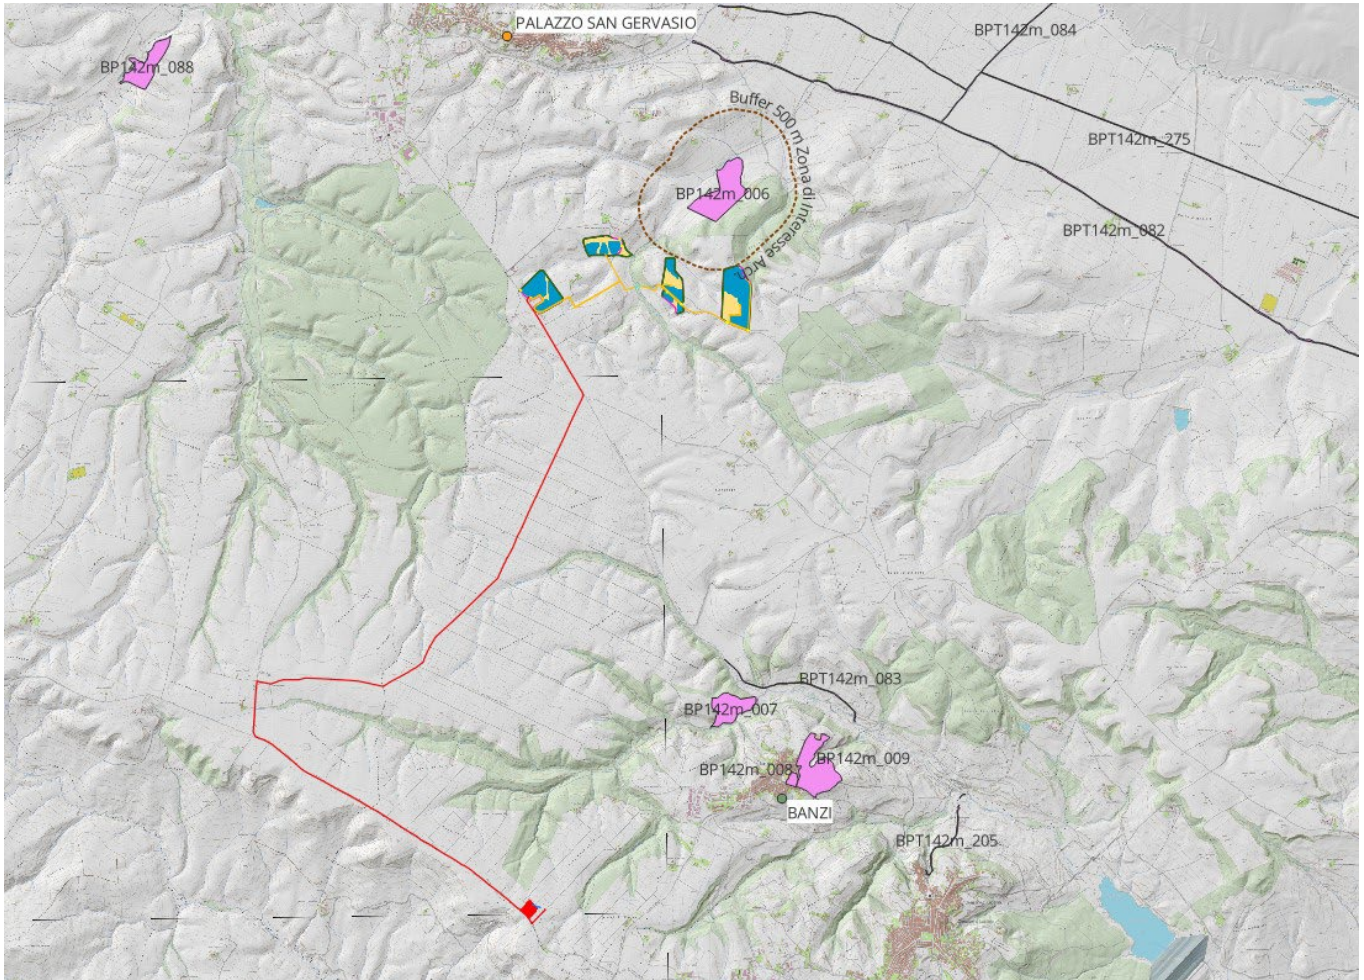 PALAZZO SAN GERVASIO
BPT142m_084
BP142m_088
Buffer 500 m Zona di Interesse Arch.
BPT142m_275
BP142m_006
BPT142m_082
BPT142m_083
BP142m_007
BP142m_009
BP142m_008
BANZI
BPT142m_205